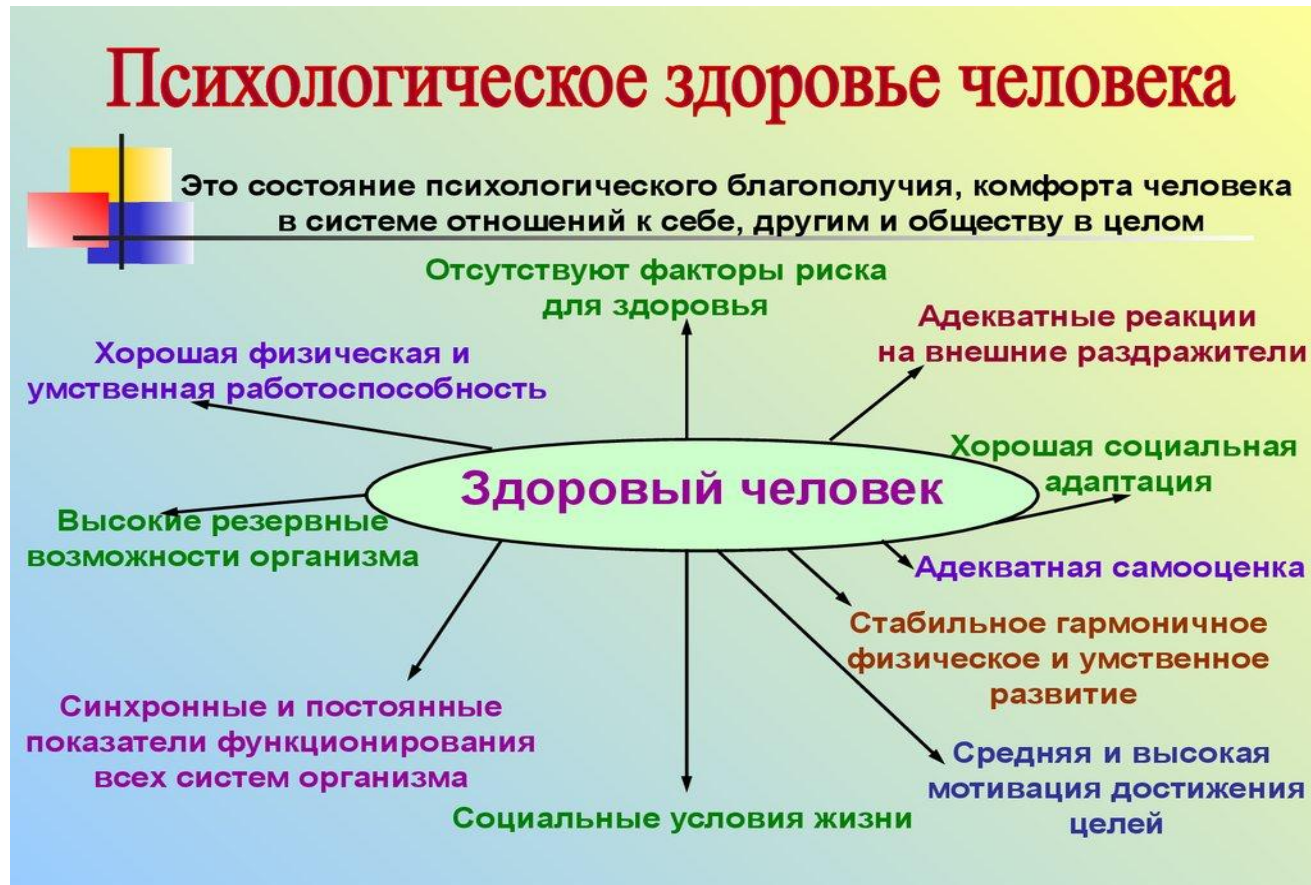 Психологическое здоровье человека
Это состояние психологического благополучия, комфорта человека
в системе отношений к себе, другим и обществу в целом
Отсутствуют факторы риска
для здоровья
Адекватные реакции
на внешние раздражители
Хорошая физическая и
умственная работоспособность
Хорошая социальная
адаптация
Здоровый человек
Высокие резервные
возможности организма
Адекватная самооценка
Стабильное гармоничное
физическое и умственное
развитие
Синхронные и постоянные
показатели функционирования
всех систем организма
Средняя и высокая
мотивация достижения
целей
Социальные условия жизни